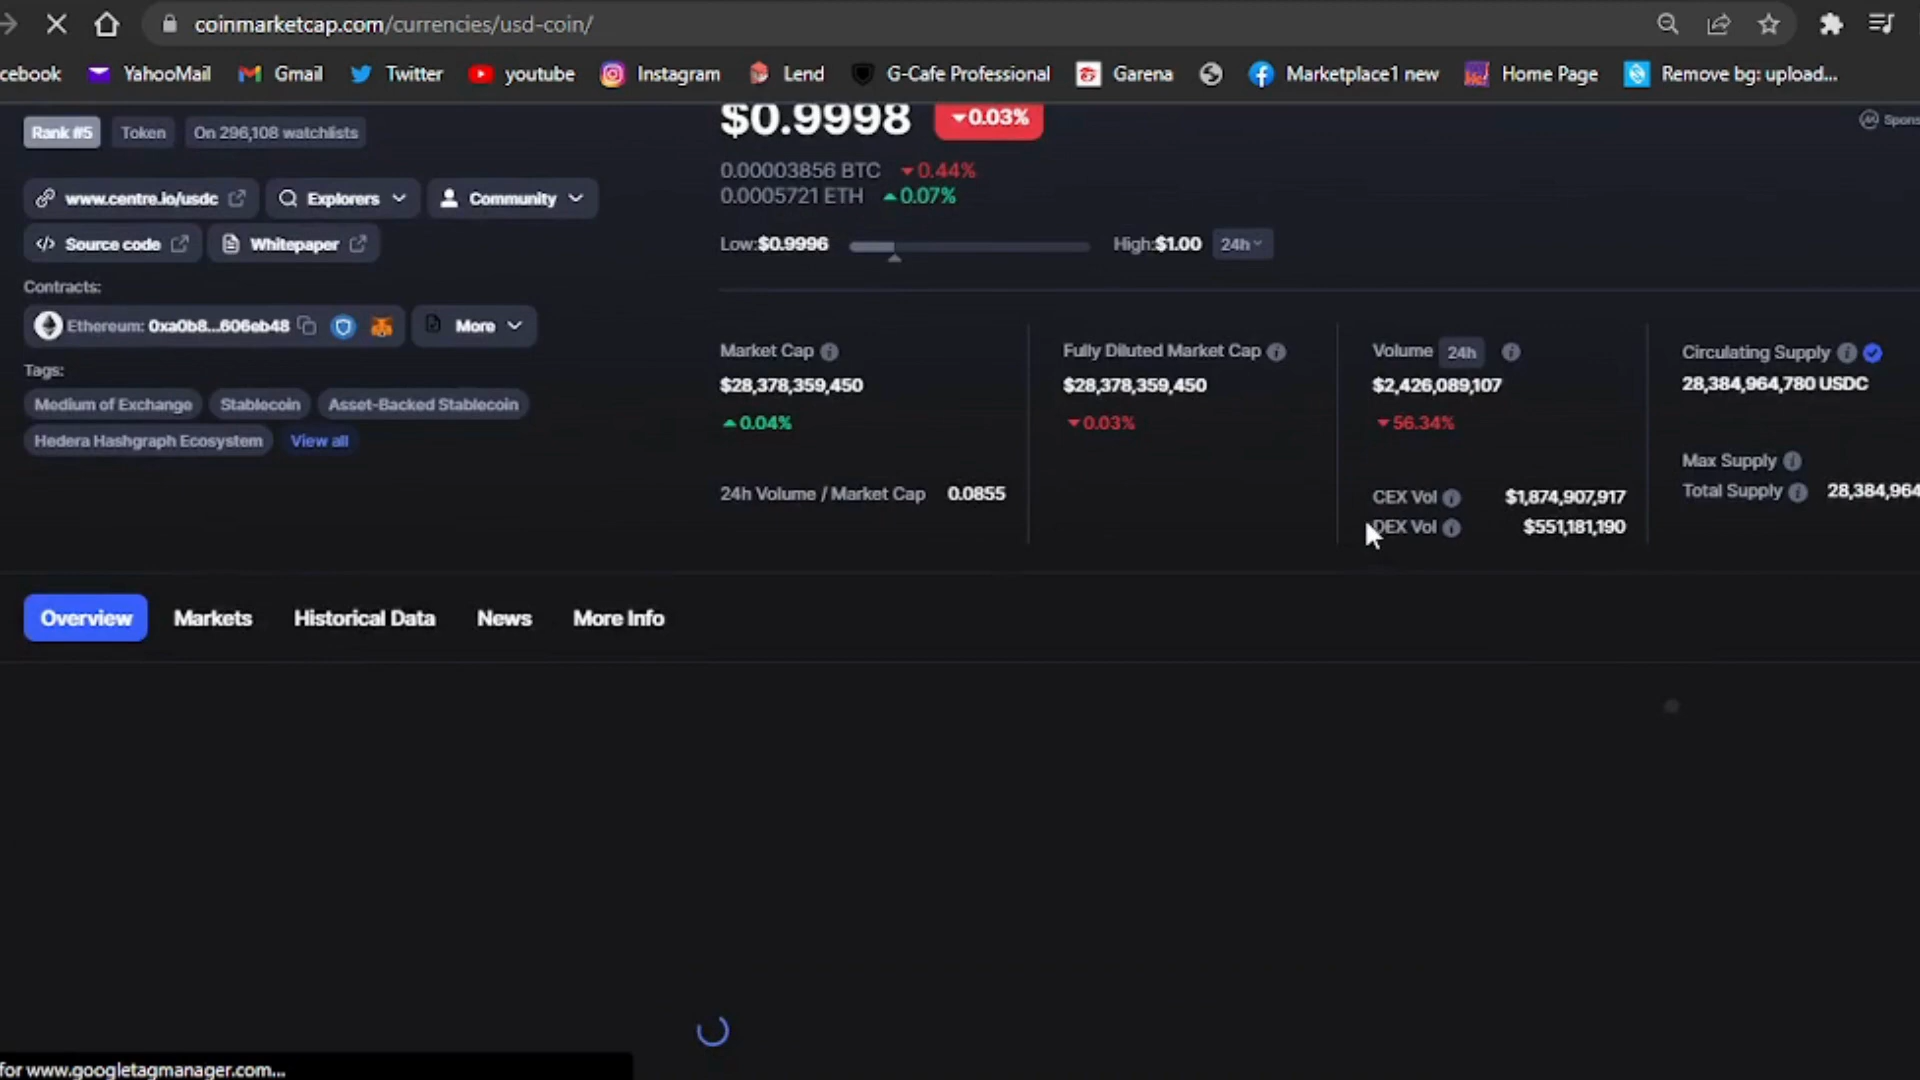 coinmarketcap.com/currencies/usd-coin/
cebook YahooMail Gmail Twitter youtube Instagram Lend G-Cafe Professional Garena Marketplace1 new Home Page Remove bg: upload...
$0.9998 0.03%
Rank #5 Token On 296,108 watchlists
Spons
0.00003856 BTC 0.44%
0.0005721 ETH 0.07%
www.centre.io/usdc Explorers Community
Source code Whitepaper
Low:$0.9996 High:$1.00 24h
Contracts:
Ethereum: 0xa0b8...606eb48 More
Tags:
Medium of Exchange Stablecoin Asset-Backed Stablecoin
Hedera Hashgraph Ecosystem View all
Market Cap
$28,378,359,450
0.04%
24h Volume / Market Cap 0.0855
Fully Diluted Market Cap
$28,378,359,450
0.03%
Volume 24h
$2,426,089,107
56.34%
CEX Vol $1,874,907,917
DEX Vol $551,181,190
Circulating Supply
28,384,964,780 USDC
Max Supply
Total Supply 28,384,964
Overview Markets Historical Data News More Info
for www.googletagmanager.com...